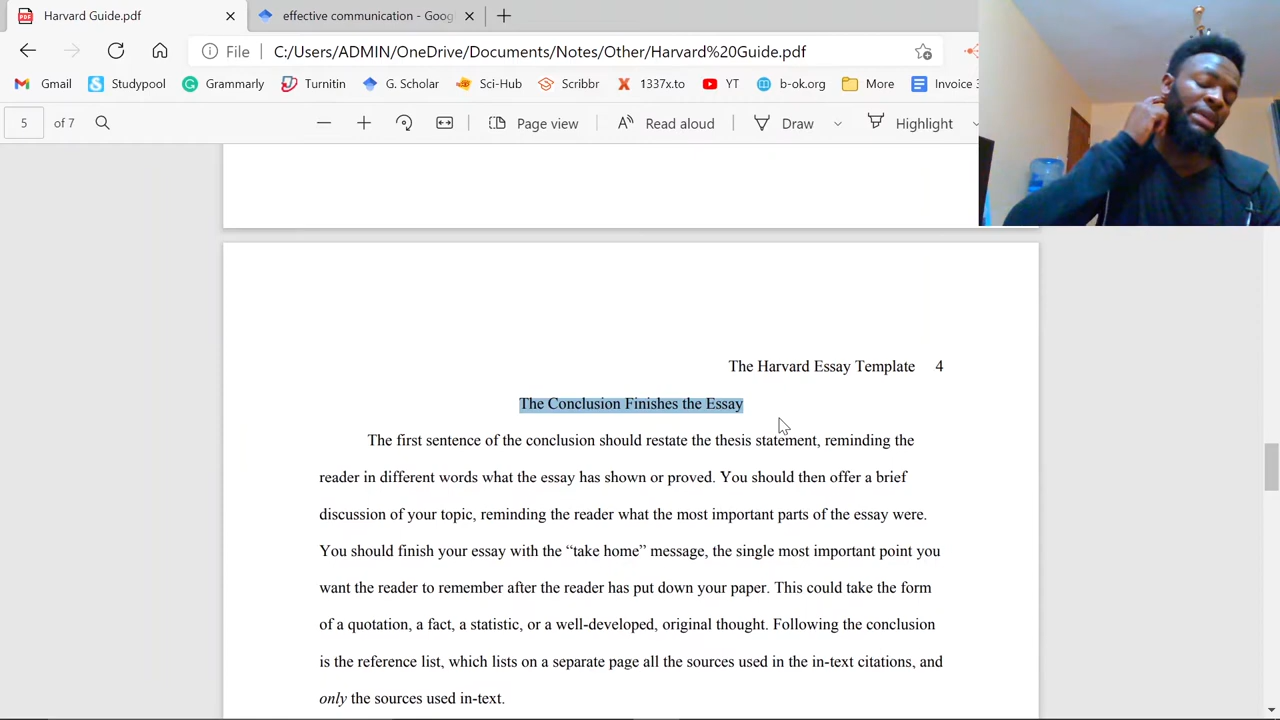 Harvard Guide.pdf
effective communication - Goog
File C:/Users/ADMIN/OneDrive/Documents/Notes/Other/Harvard%20Guide.pdf
Gmail Studypool Grammarly Turnitin G. Scholar Sci-Hub Scribbr 1337x.to YT b-ok.org More Invoice
5 of 7 Page view Read aloud Draw Highlight
The Harvard Essay Template 4
The Conclusion Finishes the Essay
The first sentence of the conclusion should restate the thesis statement, reminding the
reader in different words what the essay has shown or proved. You should then offer a brief
discussion of your topic, reminding the reader what the most important parts of the essay were.
You should finish your essay with the “take home” message, the single most important point you
want the reader to remember after the reader has put down your paper. This could take the form
of a quotation, a fact, a statistic, or a well-developed, original thought. Following the conclusion
is the reference list, which lists on a separate page all the sources used in the in-text citations, and
only the sources used in-text.